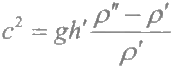 c² = gh′ (ρ″ − ρ′) / ρ′